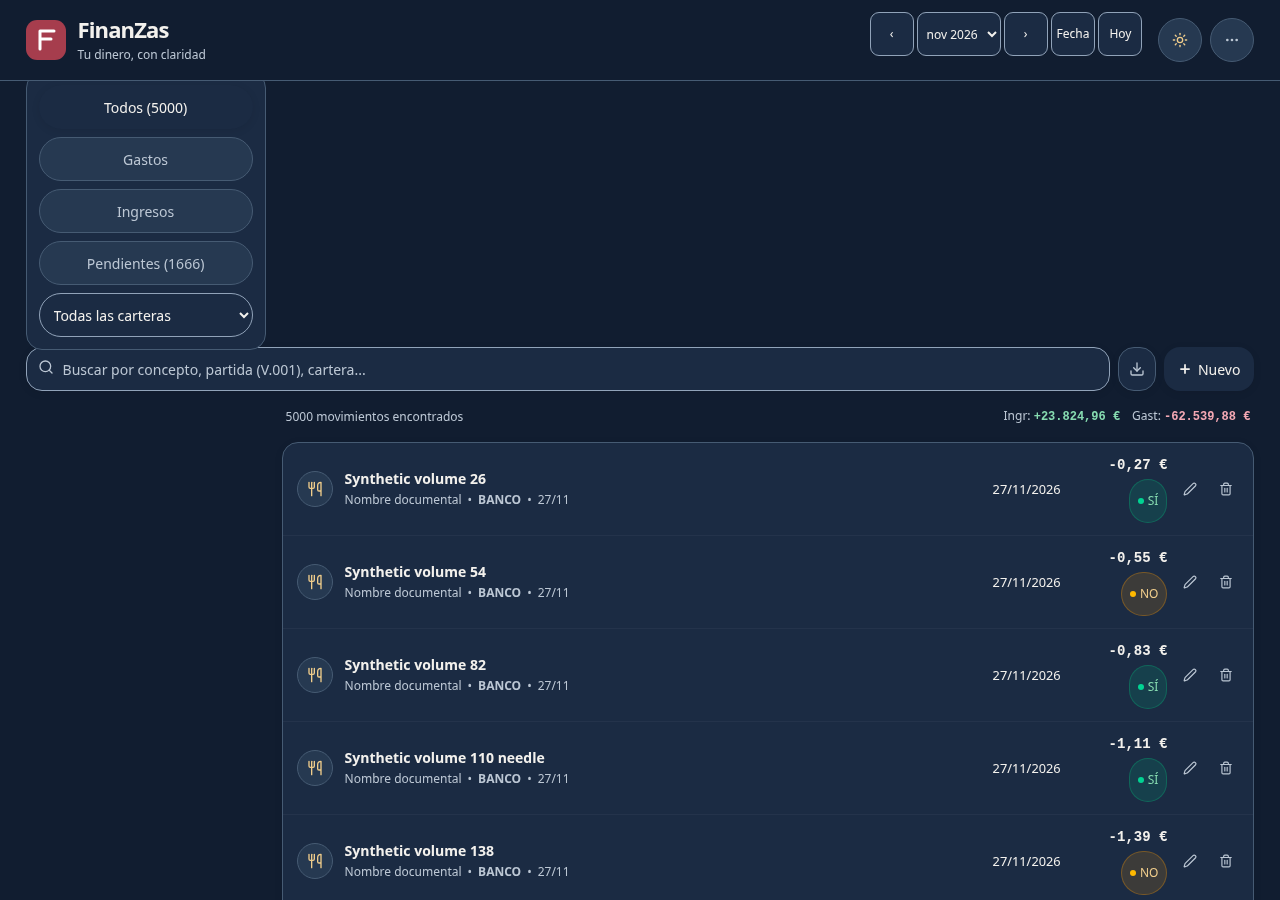 FinanZas
Tu dinero, con claridad
‹
nov 2026
›
Fecha
Hoy
Todos (5000)
Gastos
Ingresos
Pendientes (1666)
Todas las carteras
Buscar por concepto, partida (V.001), cartera...
+ Nuevo
5000 movimientos encontrados
Ingr: +23.824,96 € Gast: -62.539,88 €
Synthetic volume 26
Nombre documental • BANCO • 27/11
27/11/2026
-0,27 €
SÍ
Synthetic volume 54
Nombre documental • BANCO • 27/11
27/11/2026
-0,55 €
NO
Synthetic volume 82
Nombre documental • BANCO • 27/11
27/11/2026
-0,83 €
SÍ
Synthetic volume 110 needle
Nombre documental • BANCO • 27/11
27/11/2026
-1,11 €
SÍ
Synthetic volume 138
Nombre documental • BANCO • 27/11
27/11/2026
-1,39 €
NO